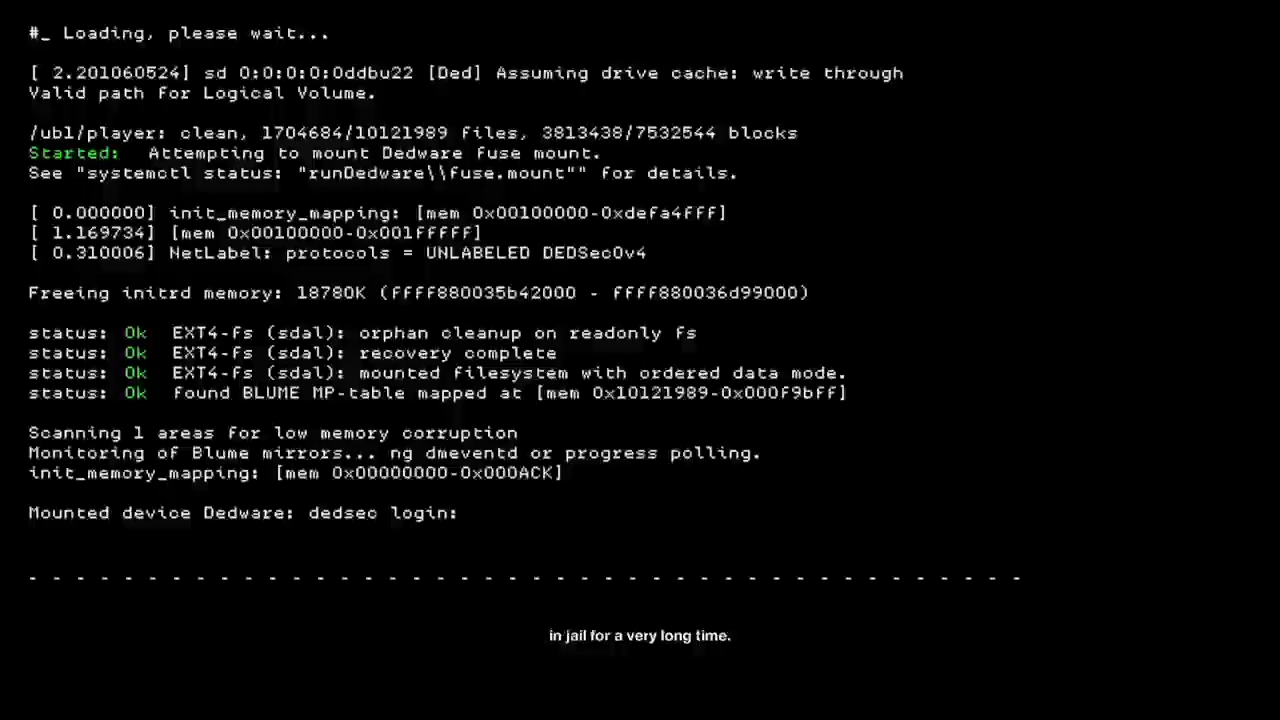 #_ Loading, please wait...
[ 2.201060524] sd 0:0:0:0:0ddbu22 [Ded] Assuming drive cache: write through
Valid path for Logical Volume.
/ubl/player: clean, 1704684/10121989 files, 3813438/7532544 blocks
Started: Attempting to mount Dedware fuse mount.
See "systemctl status: "runDedware\\fuse.mount"" for details.
[ 0.000000] init_memory_mapping: [mem 0x00100000-0xdefa4fff]
[ 1.169734] [mem 0x00100000-0x001fffff]
[ 0.310006] NetLabel: protocols = UNLABELED DEDSecOv4
Freeing initrd memory: 18780K (ffff880035b42000 - ffff880036d99000)
status: Ok EXT4-fs (sda1): orphan cleanup on readonly fs
status: Ok EXT4-fs (sda1): recovery complete
status: Ok EXT4-fs (sda1): mounted filesystem with ordered data mode.
status: Ok found BLUME MP-table mapped at [mem 0x10121989-0x000f9bff]
Scanning 1 areas for low memory corruption
Monitoring of Blume mirrors... ng dmeventd or progress polling.
init_memory_mapping: [mem 0x00000000-0x000ACK]
Mounted device Dedware: dedsec login:
- - - - - - - - - - - - - - - - - - - - - - - - - - - - - - - - - - - - - - - - - -
in jail for a very long time.